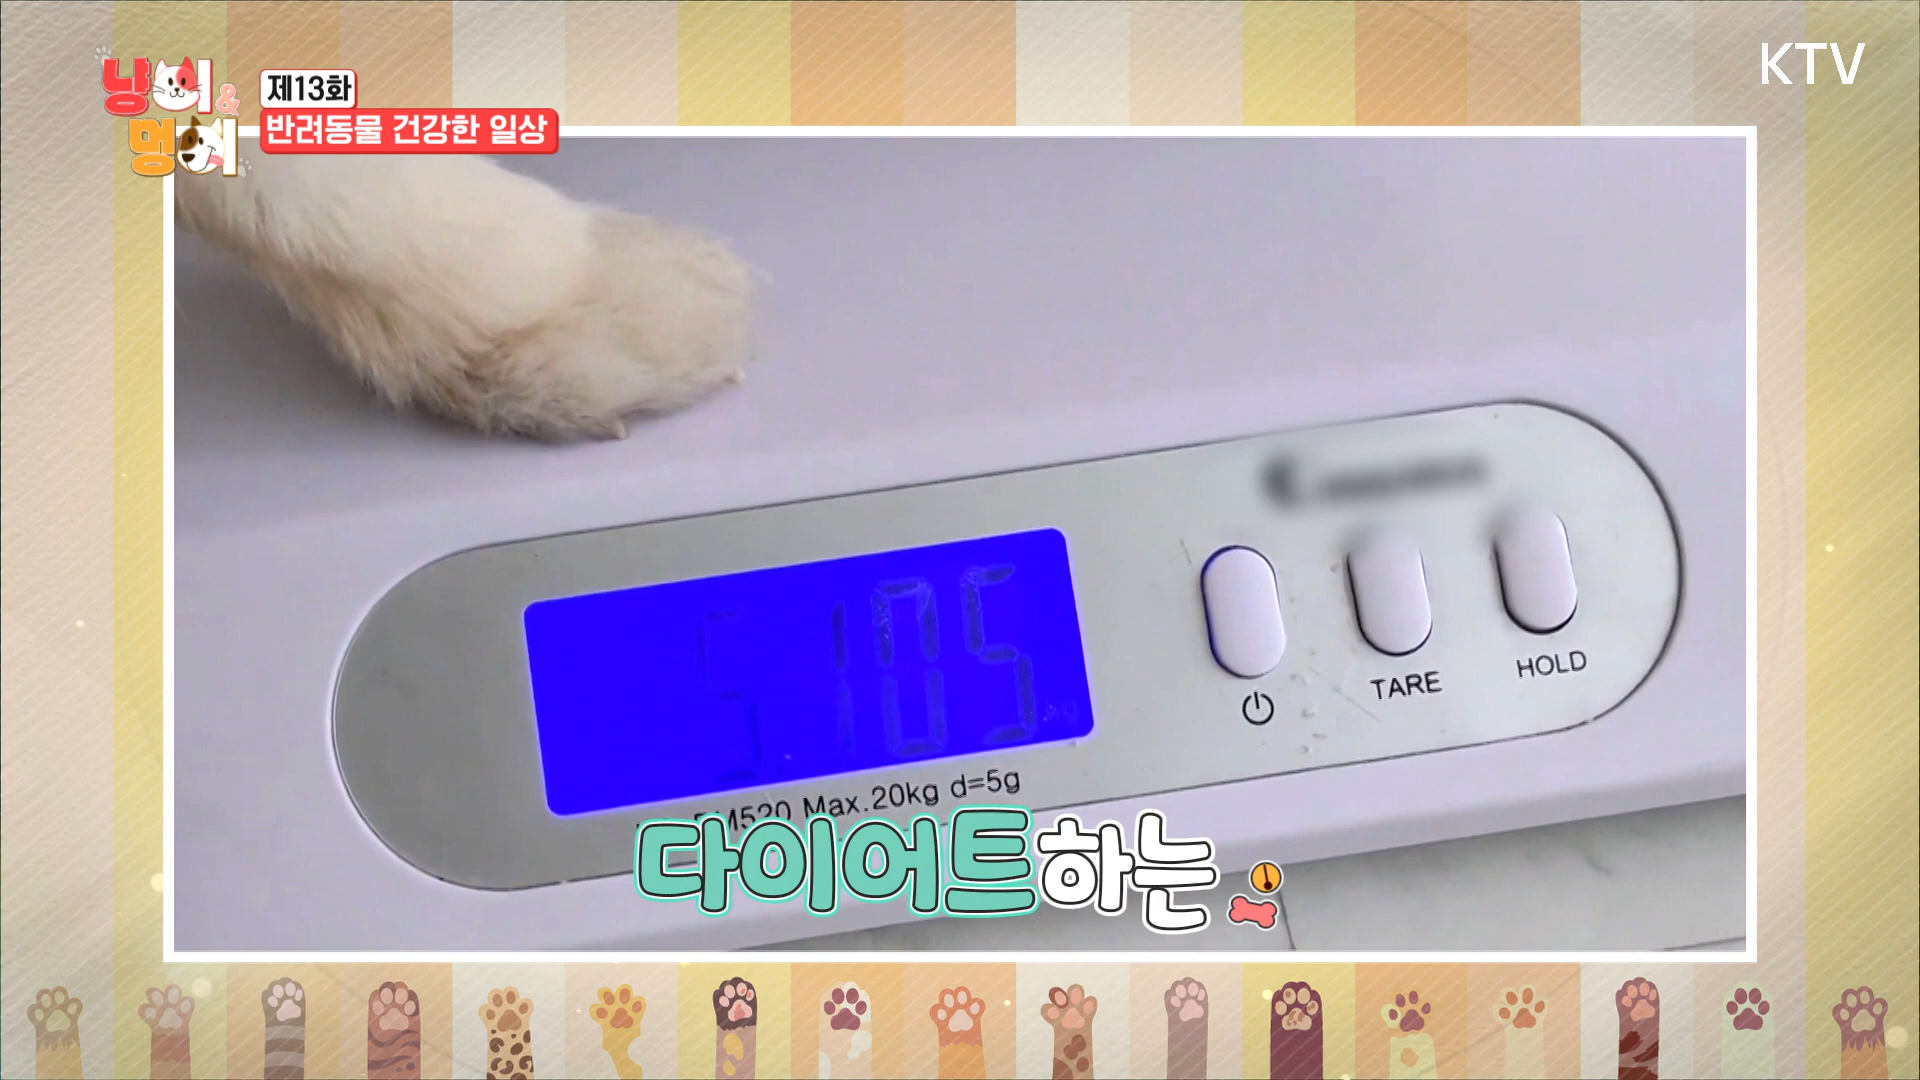 냥이&
멍이
제13화
반려동물 건강한 일상
KTV
5.105
kg
TARE
HOLD
Max.20kg d=5g
다이어트하는